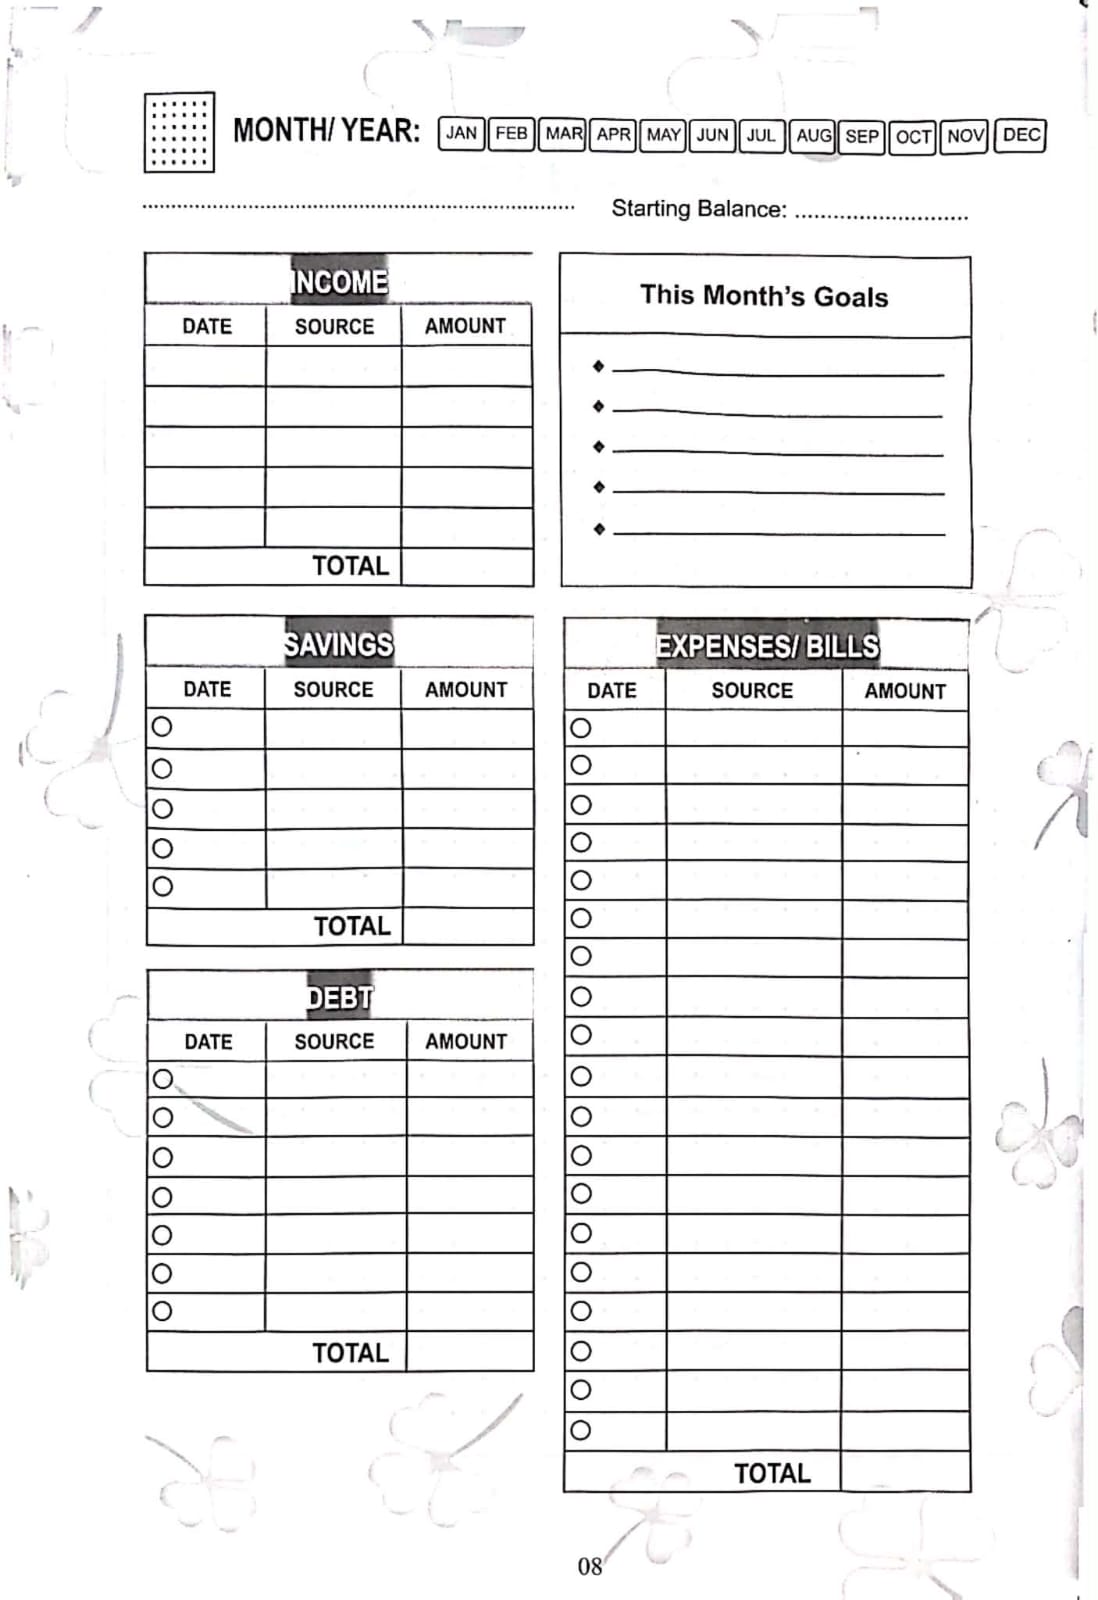 MONTH/ YEAR: JAN FEB MAR APR MAY JUN JUL AUG SEP OCT NOV DEC
Starting Balance:
INCOME
DATE SOURCE AMOUNT
TOTAL
This Month's Goals
SAVINGS
DATE SOURCE AMOUNT
TOTAL
DEBT
DATE SOURCE AMOUNT
TOTAL
EXPENSES/ BILLS
DATE SOURCE AMOUNT
TOTAL
08